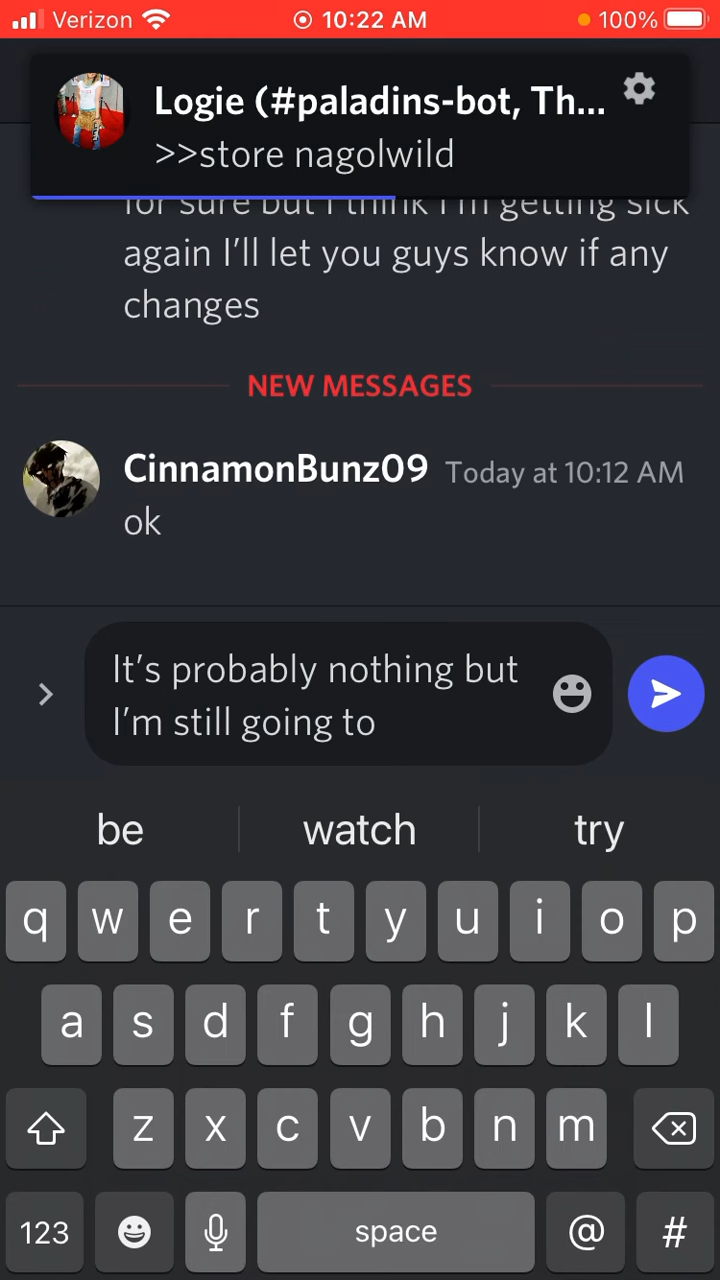 Verizon 10:22 AM 100%
Logie (#paladins-bot, Th...
>>store nagolwild
for sure but I think I'm getting sick
again I'll let you guys know if any
changes
NEW MESSAGES
CinnamonBunz09 Today at 10:12 AM
ok
It's probably nothing but
I'm still going to
be watch try
q w e r t y u i o p
a s d f g h j k l
z x c v b n m
123 space @ #